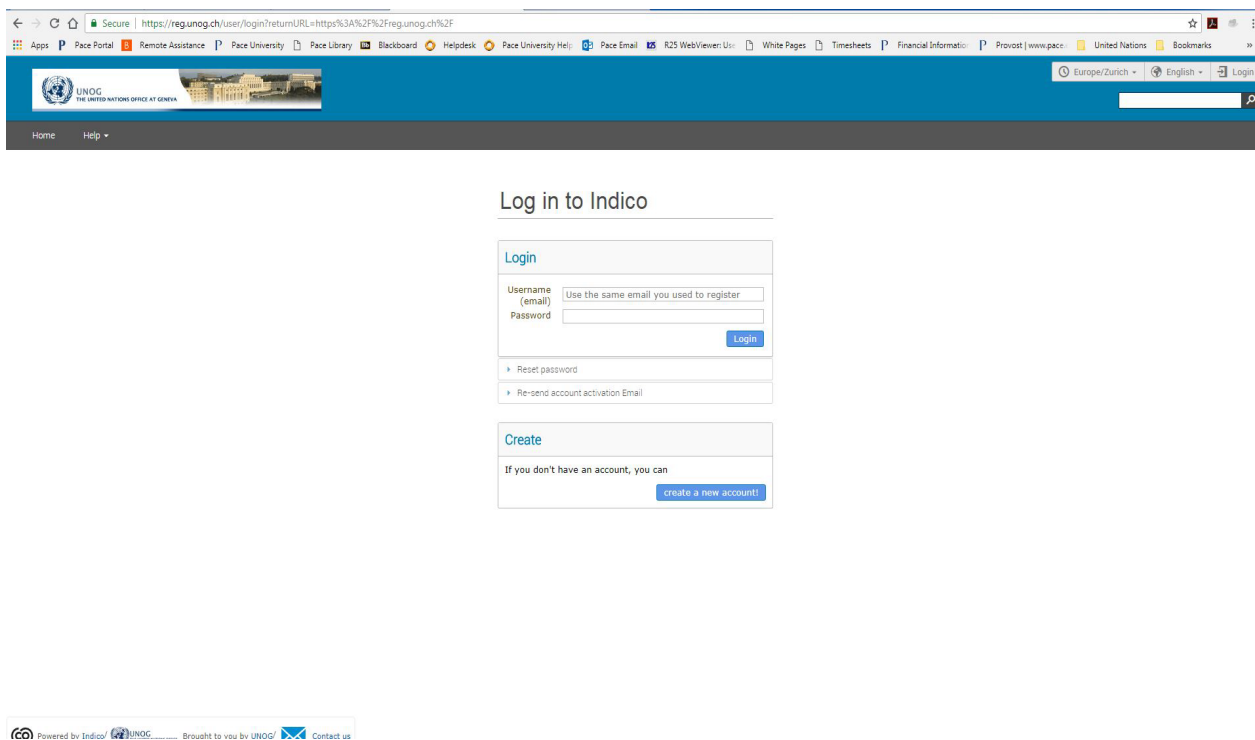 Secure | https://reg.unog.ch/user/login?returnURL=https%3A%2F%2Freg.unog.ch%2F
Apps Pace Portal Remote Assistance Pace University Pace Library Bb Blackboard Helpdesk Pace University Help Pace Email 25 R25 WebViewer: Use White Pages Timesheets Financial Informatio Provost | www.pace. United Nations Bookmarks »
Europe/Zurich English Login
UNOG
THE UNITED NATIONS OFFICE AT GENEVA
Home Help
Log in to Indico
Login
Username (email) Use the same email you used to register
Password
Login
Reset password
Re-send account activation Email
Create
If you don't have an account, you can
create a new account!
Powered by Indico/ UNOG Brought to you by UNOG/ Contact us